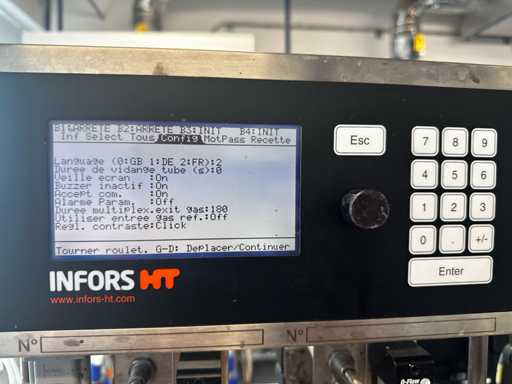 B1:ARRETE B2:ARRETE B3:INIT B4:INIT
Inf Select Tous Config MotPass Recette
Language (0:GB 1:DE 2:FR):2
Duree de vidange tube (s):0
Veille ecran :On
Buzzer inactif :On
Accept com. :On
Alarme Param. :Off
Duree multiplex.exit gas:180
Utiliser entree gas ref.:Off
Regl. contraste:Click
Tourner roulet. G-D: Deplacer/Continuer
Esc
7 8 9
4 5 6
1 2 3
0 . +/-
Enter
INFORS HT
www.infors-ht.com
N° N°